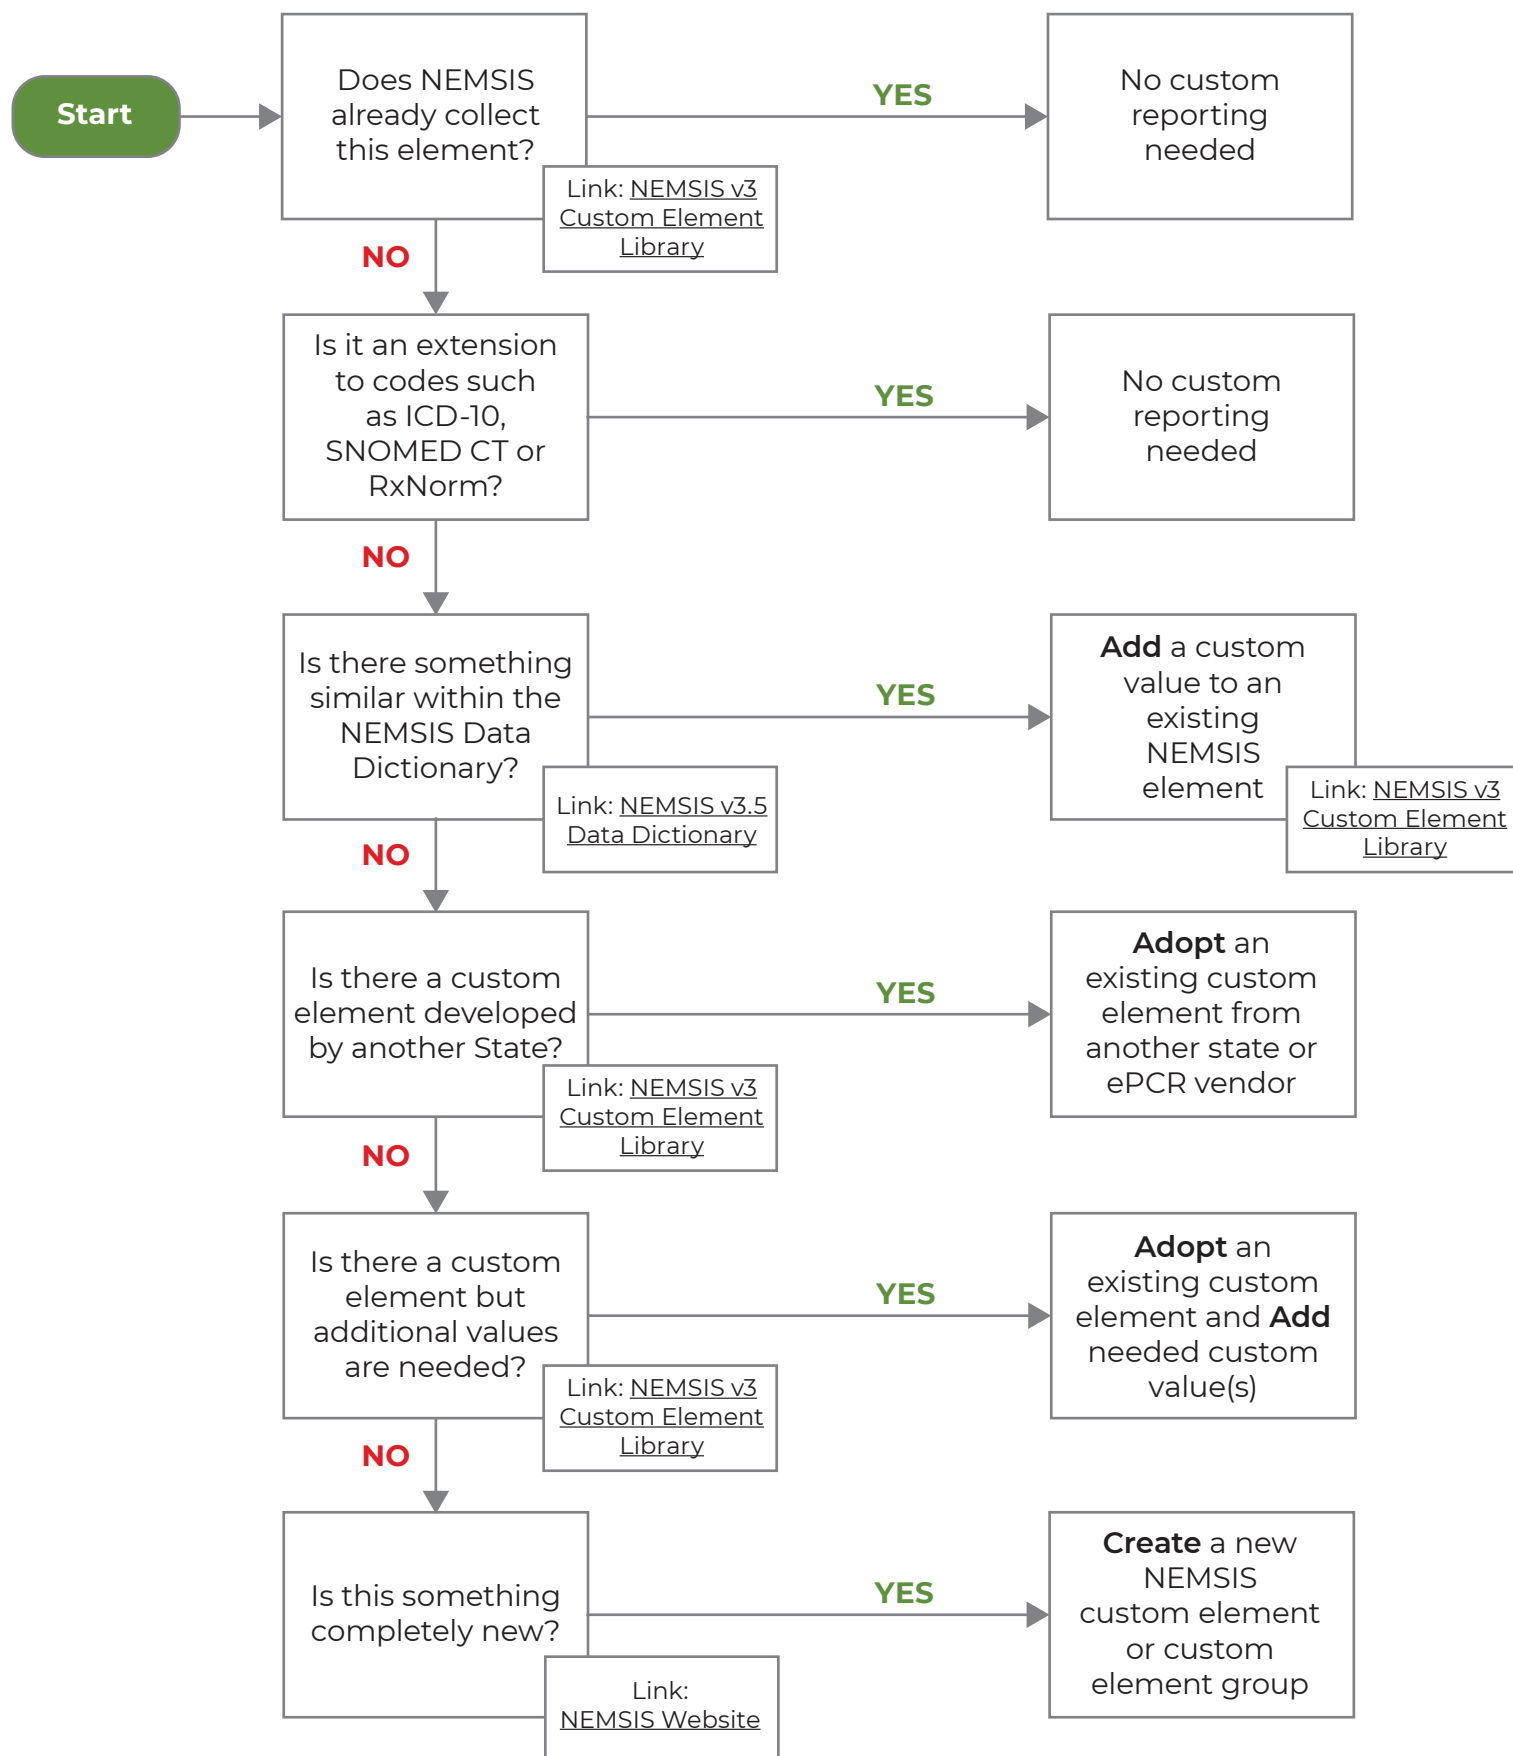 Start
Does NEMSIS
already collect
this element?
Link: NEMSIS v3
Custom Element
Library
YES
No custom
reporting
needed
NO
Is it an extension
to codes such
as ICD-10,
SNOMED CT or
RxNorm?
YES
No custom
reporting
needed
NO
Is there something
similar within the
NEMSIS Data
Dictionary?
Link: NEMSIS v3.5
Data Dictionary
YES
Add a custom
value to an
existing
NEMSIS
element
Link: NEMSIS v3
Custom Element
Library
NO
Is there a custom
element developed
by another State?
Link: NEMSIS v3
Custom Element
Library
YES
Adopt an
existing custom
element from
another state or
ePCR vendor
NO
Is there a custom
element but
additional values
are needed?
Link: NEMSIS v3
Custom Element
Library
YES
Adopt an
existing custom
element and Add
needed custom
value(s)
NO
Is this something
completely new?
Link:
NEMSIS Website
YES
Create a new
NEMSIS
custom element
or custom
element group